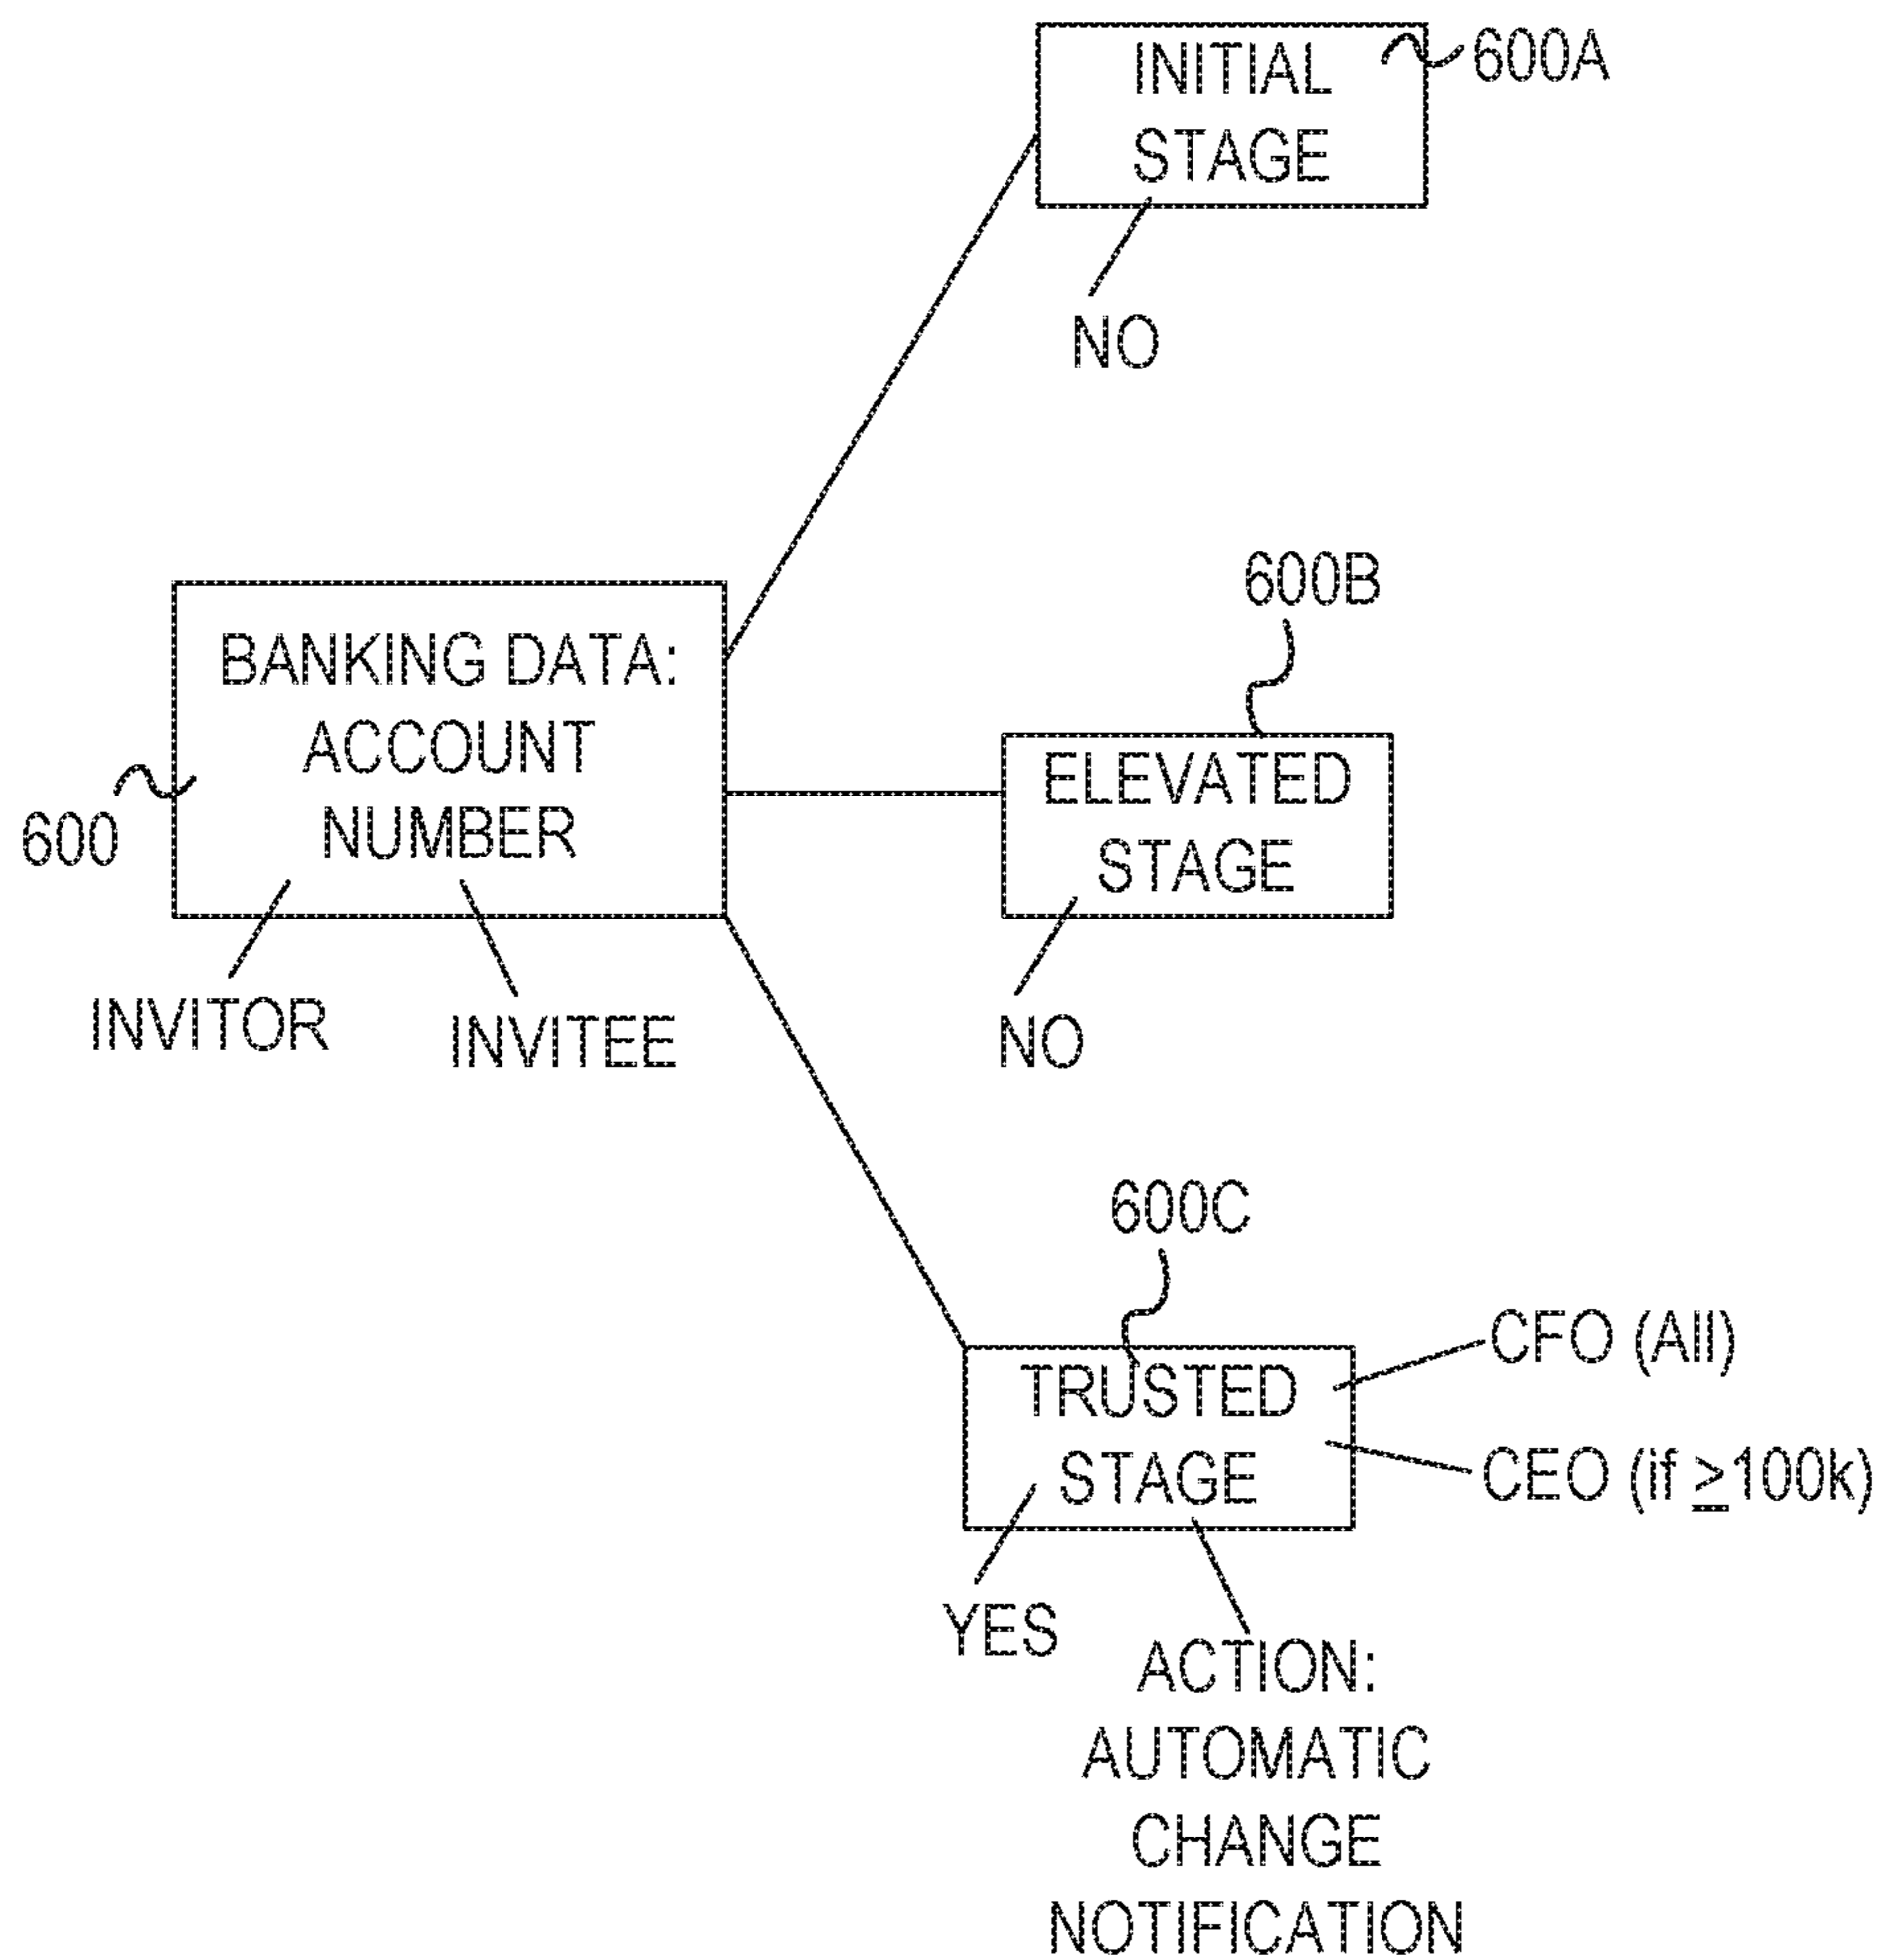 INITIAL
STAGE
600A
NO
600B
BANKING DATA:
ACCOUNT
NUMBER
600
INVITOR
INVITEE
ELEVATED
STAGE
NO
600C
TRUSTED
STAGE
CFO (All)
CEO (if ≥100k)
YES
ACTION:
AUTOMATIC
CHANGE
NOTIFICATION